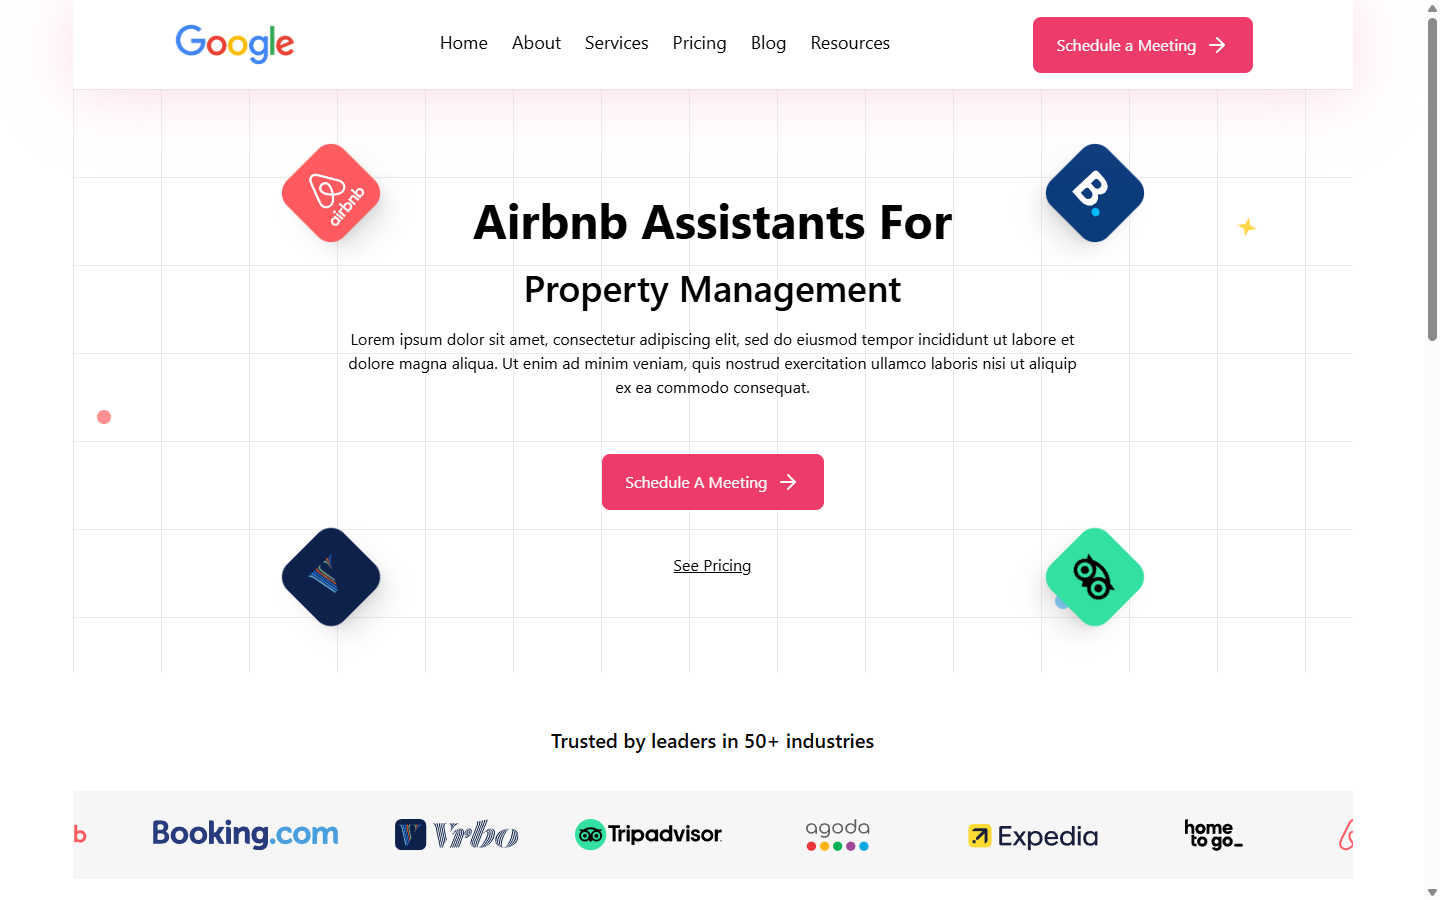 Google
Home About Services Pricing Blog Resources
Schedule a Meeting
airbnb
B.
Airbnb Assistants For
Property Management
Lorem ipsum dolor sit amet, consectetur adipiscing elit, sed do eiusmod tempor incididunt ut labore et
dolore magna aliqua. Ut enim ad minim veniam, quis nostrud exercitation ullamco laboris nisi ut aliquip
ex ea commodo consequat.
Schedule A Meeting
See Pricing
Trusted by leaders in 50+ industries
b
Booking.com
Vrbo
Tripadvisor
agoda
Expedia
home
to go_